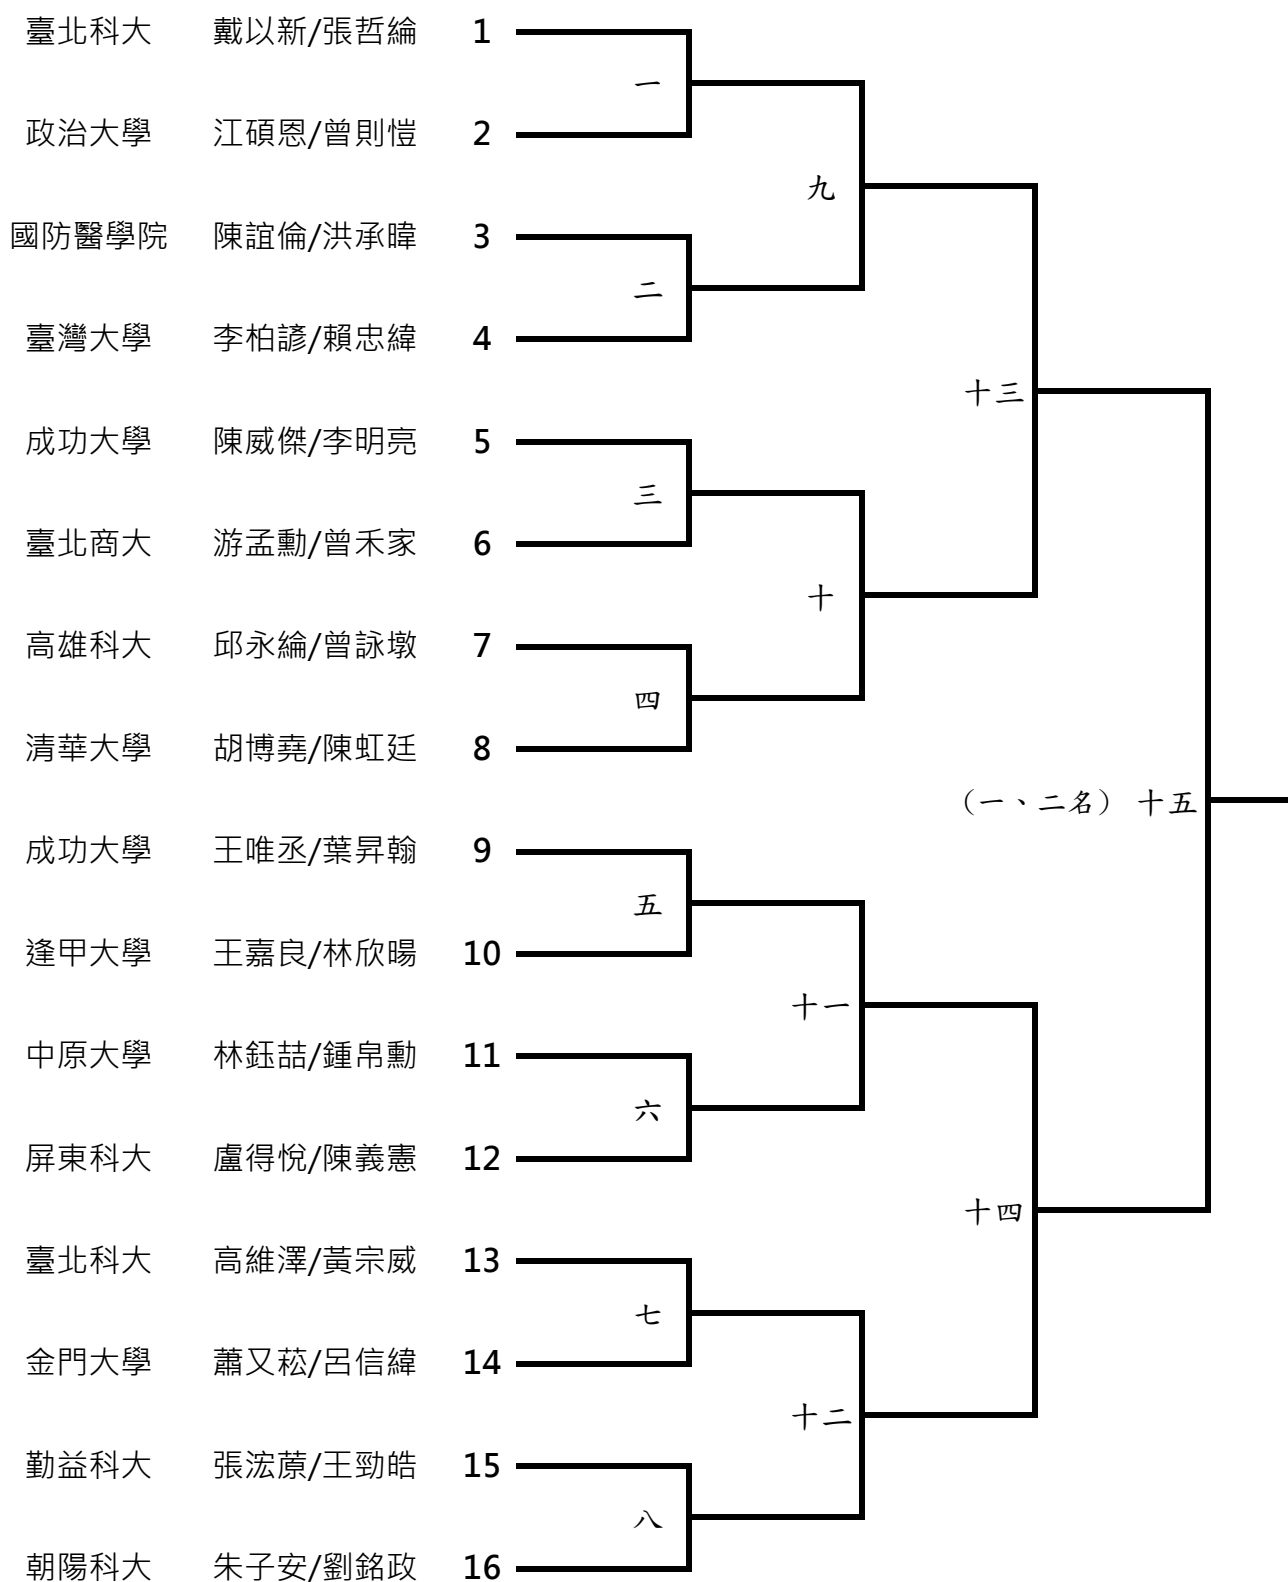 臺北科大 戴以新/張哲綸 1
一
政治大學 江碩恩/曾則愷 2
九
國防醫學院 陳誼倫/洪承暐 3
二
臺灣大學 李柏諺/賴忠緯 4
十三
成功大學 陳威傑/李明亮 5
三
臺北商大 游孟勳/曾禾家 6
十
高雄科大 邱永綸/曾詠墩 7
四
清華大學 胡博堯/陳虹廷 8
(一、二名) 十五
成功大學 王唯丞/葉昇翰 9
五
逢甲大學 王嘉良/林欣暘 10
十一
中原大學 林鈺喆/鍾帛勳 11
六
屏東科大 盧得悅/陳義憲 12
十四
臺北科大 高維澤/黃宗威 13
七
金門大學 蕭又菘/呂信緯 14
十二
勤益科大 張浤蒝/王勁皓 15
八
朝陽科大 朱子安/劉銘政 16